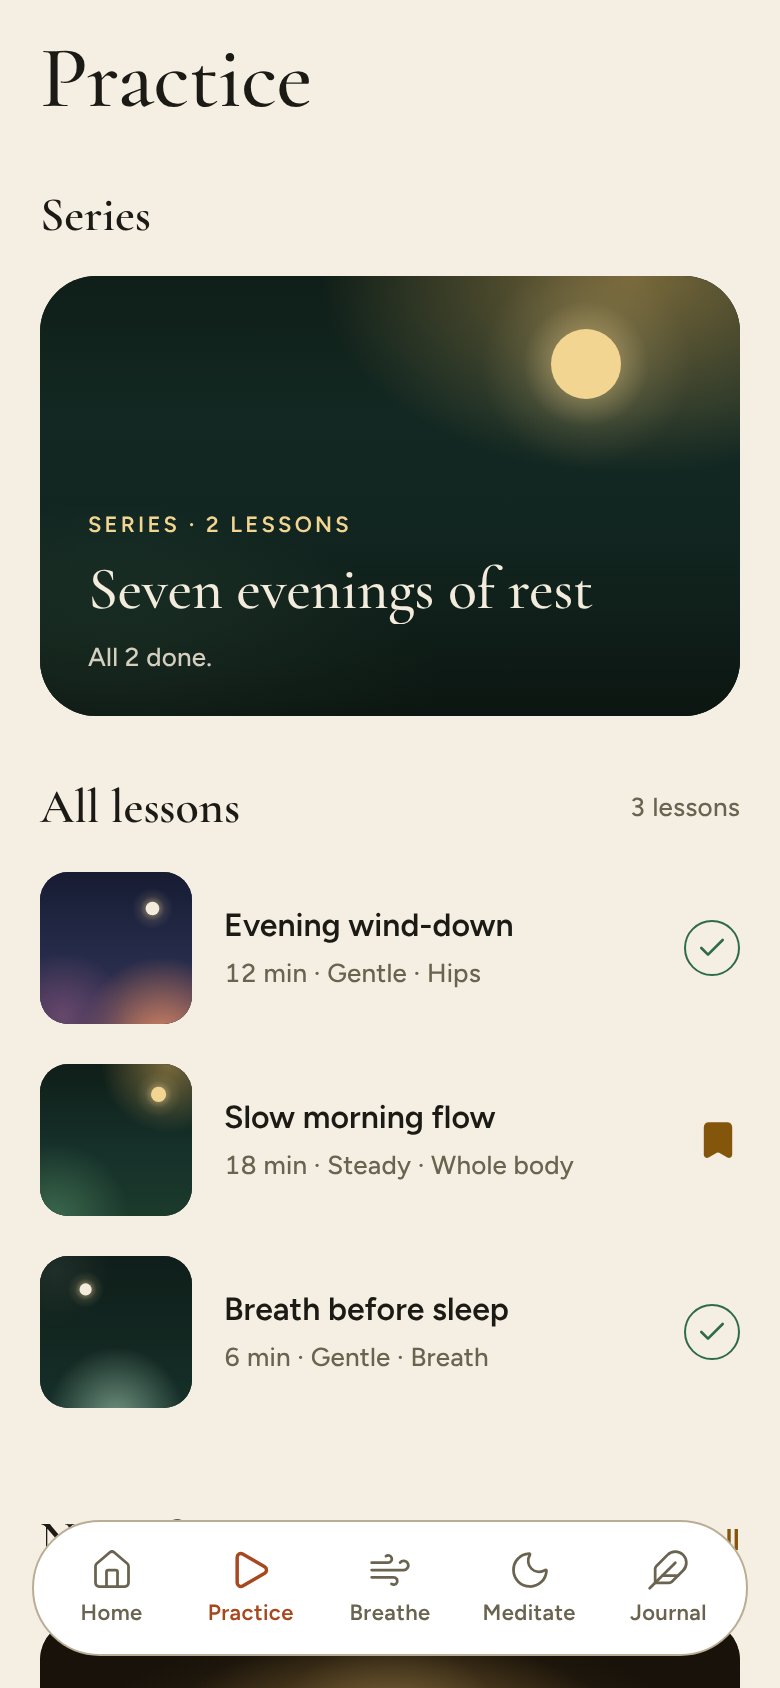 Practice
Series
SERIES · 2 LESSONS
Seven evenings of rest
All 2 done.
All lessons
3 lessons
Evening wind-down
12 min · Gentle · Hips
Slow morning flow
18 min · Steady · Whole body
Breath before sleep
6 min · Gentle · Breath
Home
Practice
Breathe
Meditate
Journal